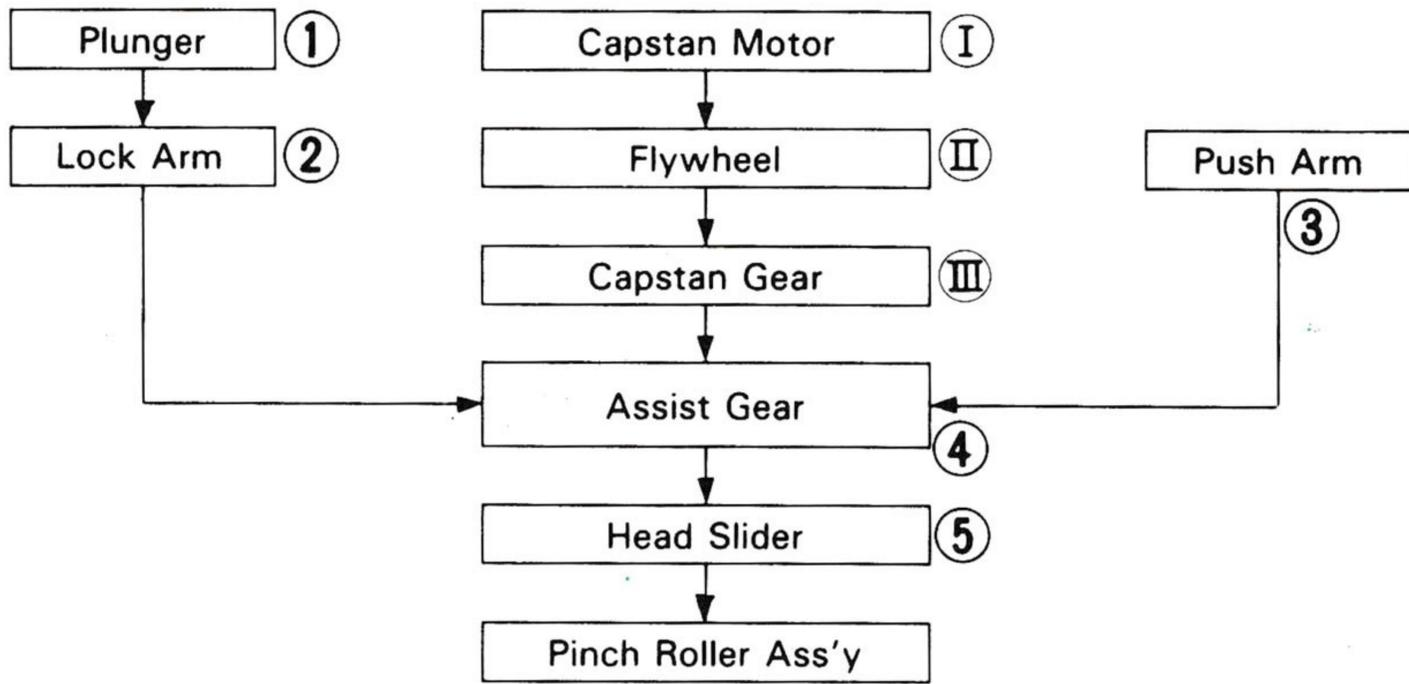 Plunger ①
Capstan Motor Ⅰ
Lock Arm ②
Flywheel Ⅱ
Push Arm
③
Capstan Gear Ⅲ
Assist Gear
④
Head Slider ⑤
Pinch Roller Ass'y